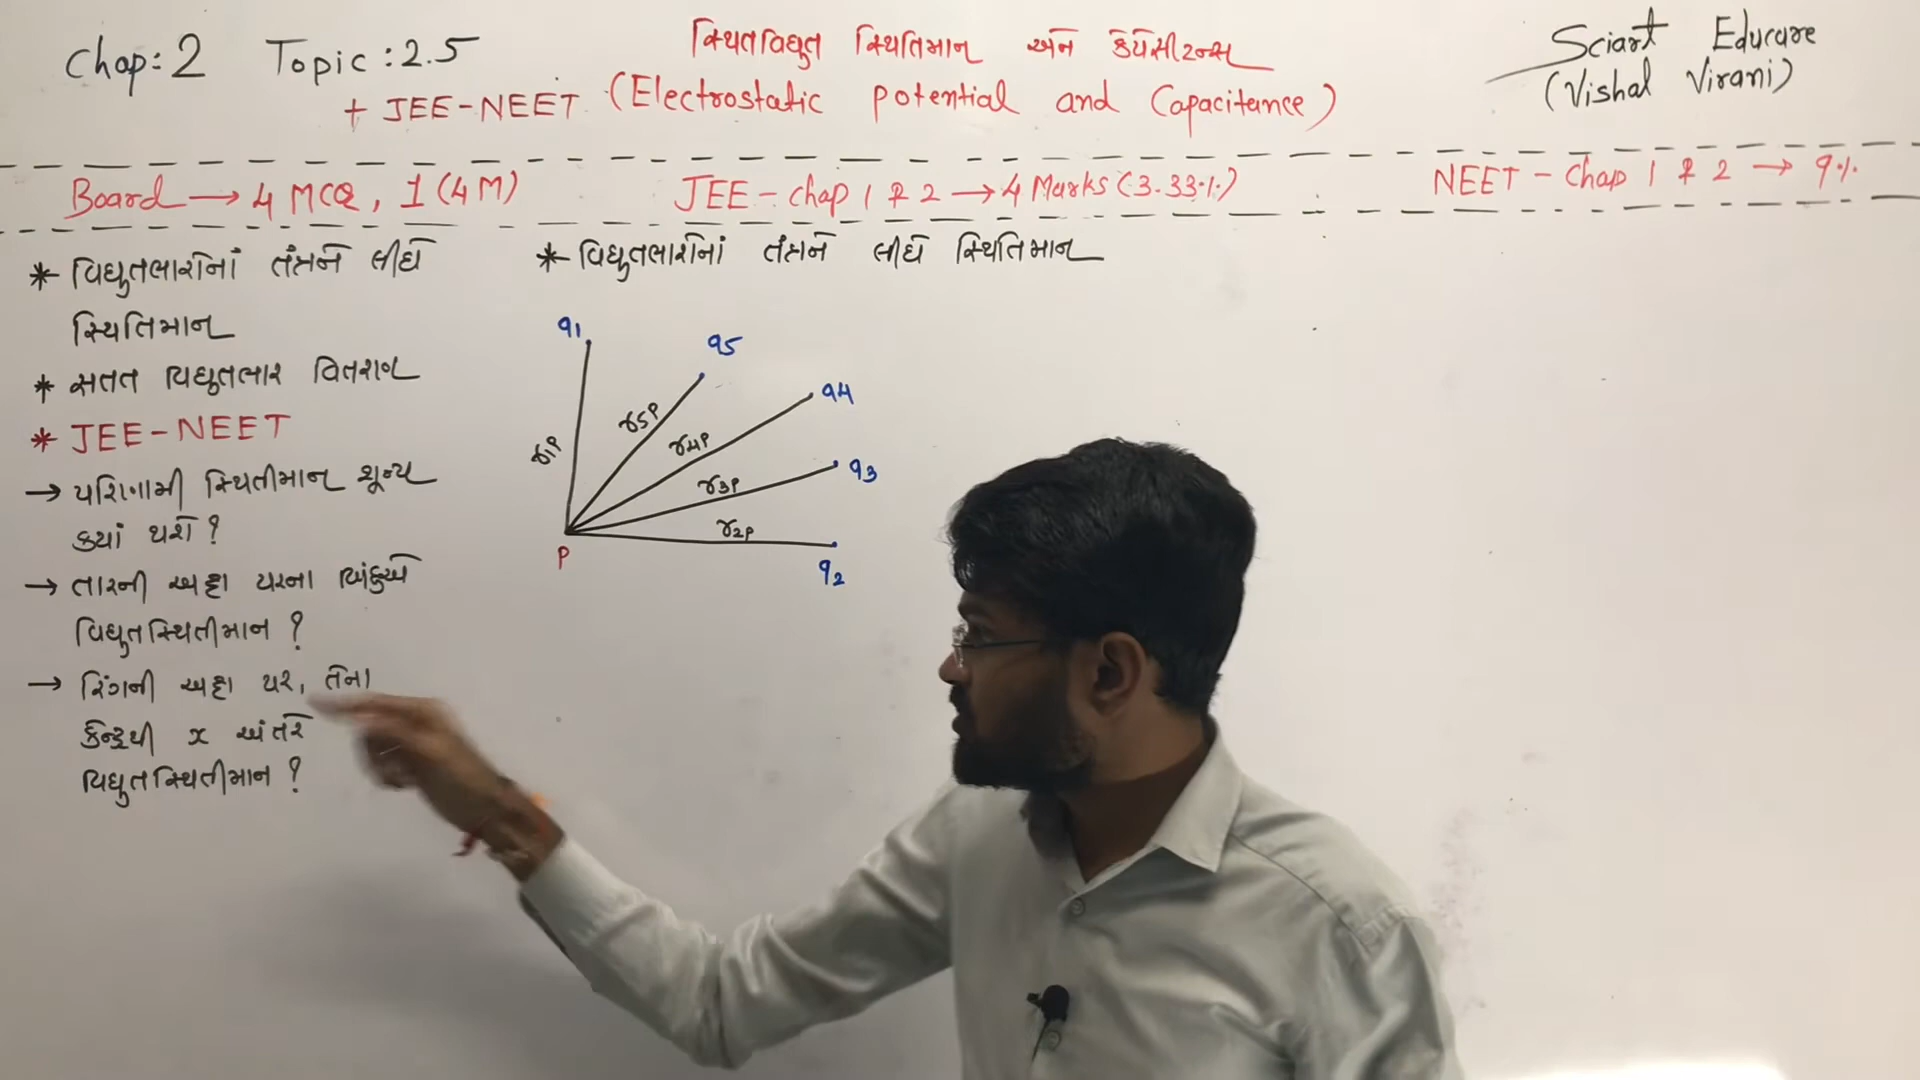 Chap: 2 Topic : 2.5
+ JEE-NEET
સ્થિતવિદ્યુત સ્થિતિમાન અને કેપેસીટન્સ
(Electrostatic potential and Capacitance)
Sciart Educare
(Vishal Virani)
Board → 4 MCQ, 1 (4 M)
JEE - chap 1 & 2 → 4 Marks (3.33%)
NEET - Chap 1 & 2 → 9%
* વિદ્યુતભારોનાં તંત્રને લીધે
સ્થિતિમાન
* સતત વિદ્યુતભાર વિતરણ
* JEE-NEET
→ પરિણામી સ્થિતીમાન શૂન્ય
કયાં થશે ?
→ તારની અક્ષ પરના બિંદુએ
વિદ્યુતસ્થિતીમાન ?
→ રિંગની અક્ષ પર, તેના
કેન્દ્રથી x અંતરે
વિદ્યુતસ્થિતીમાન ?
* વિદ્યુતભારોનાં તંત્રને લીધે સ્થિતિમાન
q1
q5
q4
q3
q2
r1P
r5P
r4P
r3P
r2P
P